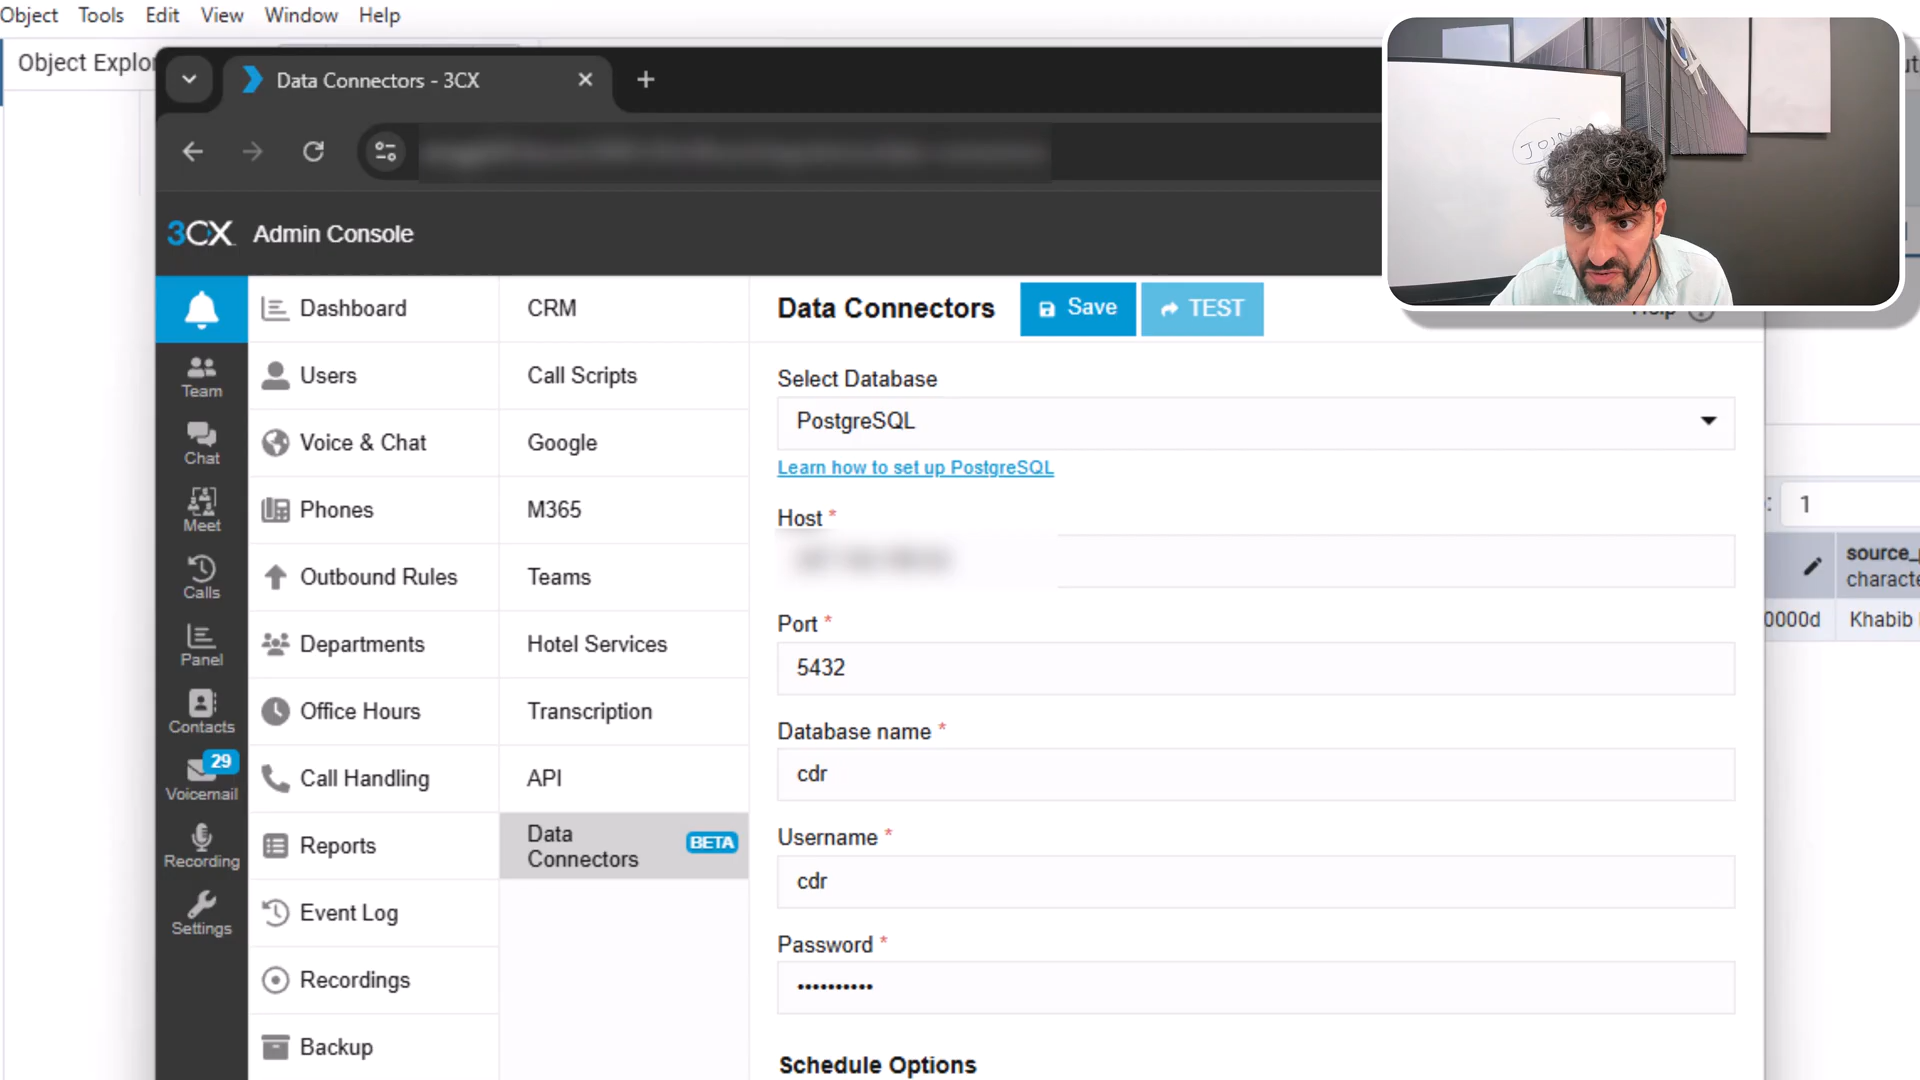 Object Tools Edit View Window Help
Object Explor
Data Connectors - 3CX
3CX Admin Console
JOIN
Help
Team
Chat
Meet
Calls
Panel
Contacts
29
Voicemail
Recording
Settings
Dashboard
Users
Voice & Chat
Phones
Outbound Rules
Departments
Office Hours
Call Handling
Reports
Event Log
Recordings
Backup
CRM
Call Scripts
Google
M365
Teams
Hotel Services
Transcription
API
Data
Connectors BETA
Data Connectors Save TEST
Select Database
PostgreSQL
Learn how to set up PostgreSQL
Host *
Port *
5432
Database name *
cdr
Username *
cdr
Password *
••••••••••
Schedule Options
: 1
source_
characte
0000d Khabib